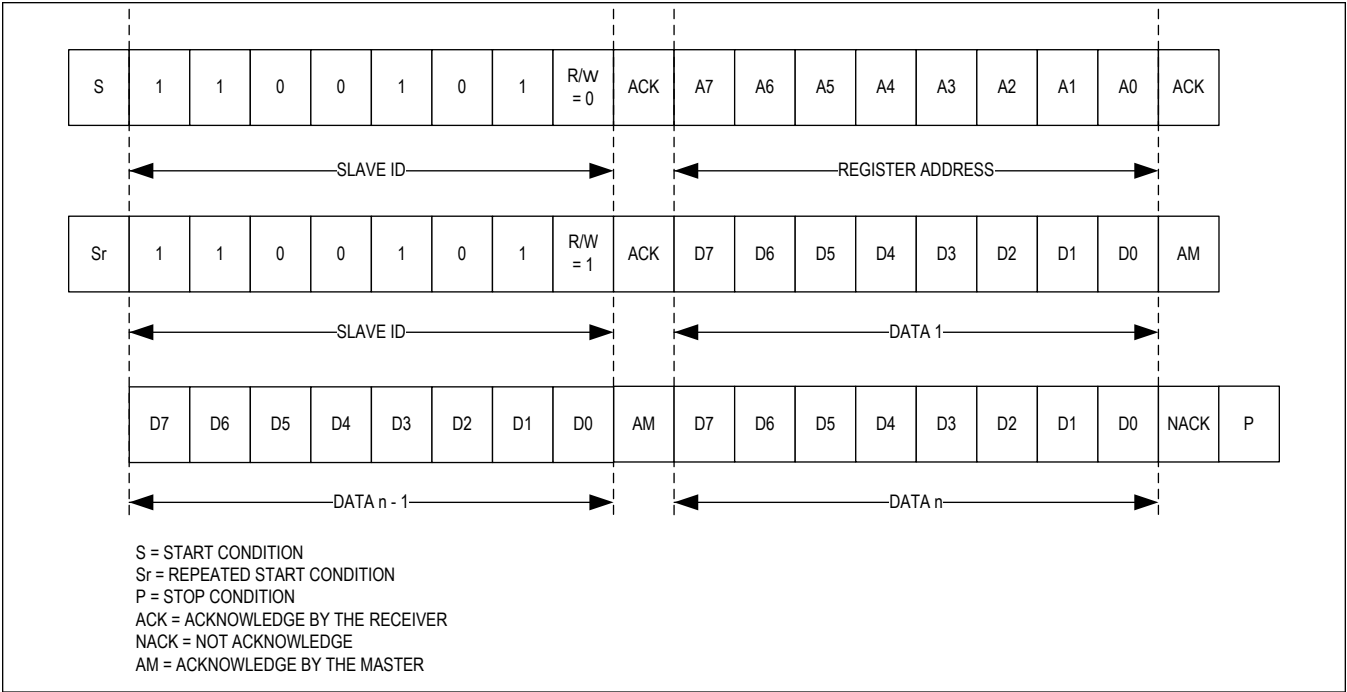 S 1 1 0 0 1 0 1 R/W = 0 ACK A7 A6 A5 A4 A3 A2 A1 A0 ACK
SLAVE ID REGISTER ADDRESS
Sr 1 1 0 0 1 0 1 R/W = 1 ACK D7 D6 D5 D4 D3 D2 D1 D0 AM
SLAVE ID DATA 1
D7 D6 D5 D4 D3 D2 D1 D0 AM D7 D6 D5 D4 D3 D2 D1 D0 NACK P
DATA n - 1 DATA n
S = START CONDITION
Sr = REPEATED START CONDITION
P = STOP CONDITION
ACK = ACKNOWLEDGE BY THE RECEIVER
NACK = NOT ACKNOWLEDGE
AM = ACKNOWLEDGE BY THE MASTER